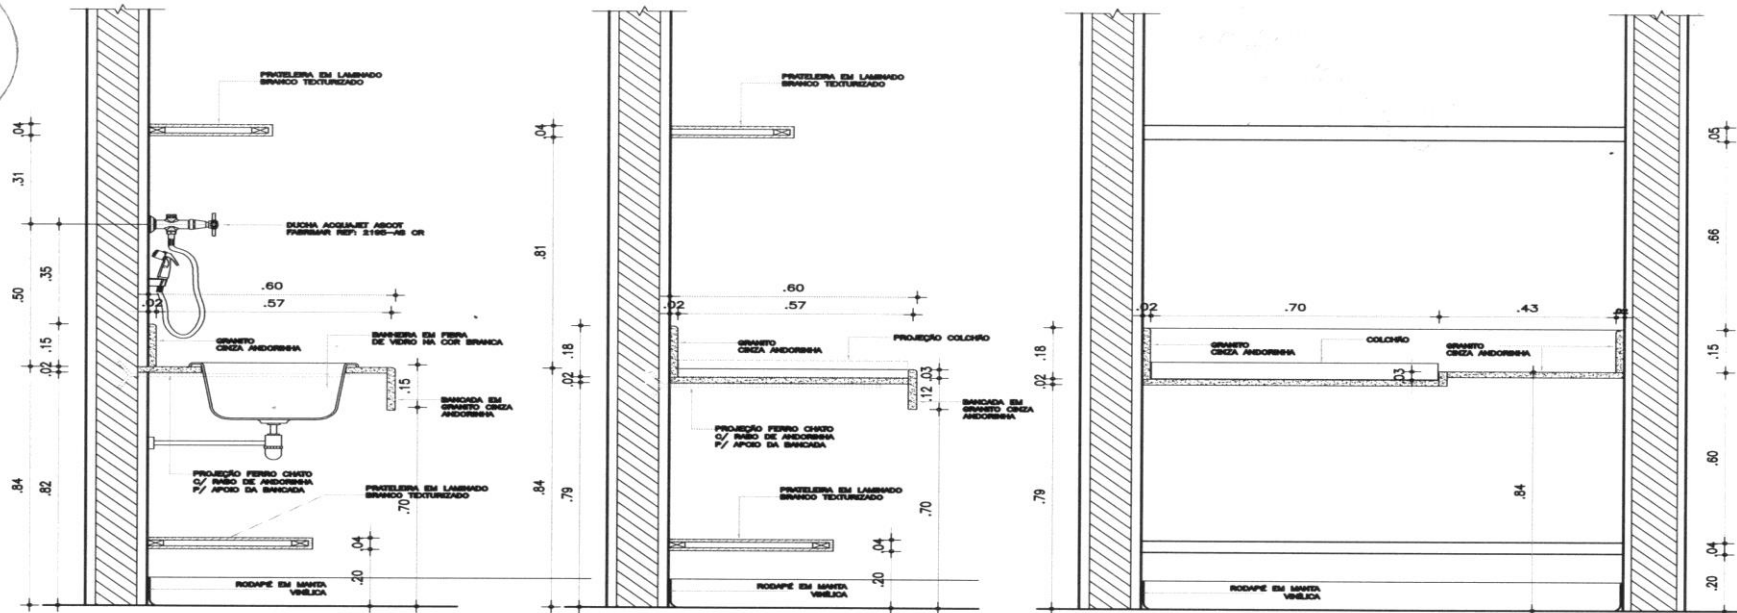 PRATELEIRA EM LAMINADO
BRANCO TEXTURIZADO
.04
.31
DUCHA ACQUAJET ASCOT
FABRIMAR REF: 2195-AS CR
.50
.35
.60
.02
.57
GRANITO
CINZA ANDORINHA
BANHEIRA EM FIBRA
DE VIDRO NA COR BRANCA
.15
.02
.15
BANCADA EM
GRANITO CINZA
ANDORINHA
.84
.82
PROJEÇÃO FERRO CHATO
C/ RABO DE ANDORINHA
P/ APOIO DA BANCADA
PRATELEIRA EM LAMINADO
BRANCO TEXTURIZADO
.70
.04
.20
RODAPÉ EM MANTA
VINÍLICA
PRATELEIRA EM LAMINADO
BRANCO TEXTURIZADO
.04
.81
.60
.02
.57
PROJEÇÃO COLCHÃO
GRANITO
CINZA ANDORINHA
.18
.02
.03
.12
BANCADA EM
GRANITO CINZA
ANDORINHA
PROJEÇÃO FERRO CHATO
C/ RABO DE ANDORINHA
P/ APOIO DA BANCADA
.84
.79
PRATELEIRA EM LAMINADO
BRANCO TEXTURIZADO
.70
.04
.20
RODAPÉ EM MANTA
VINÍLICA
.05
.66
.02
.70
.43
GRANITO
CINZA ANDORINHA
COLCHÃO
GRANITO
CINZA ANDORINHA
.18
.02
.03
.15
.79
.84
.60
.04
.20
RODAPÉ EM MANTA
VINÍLICA